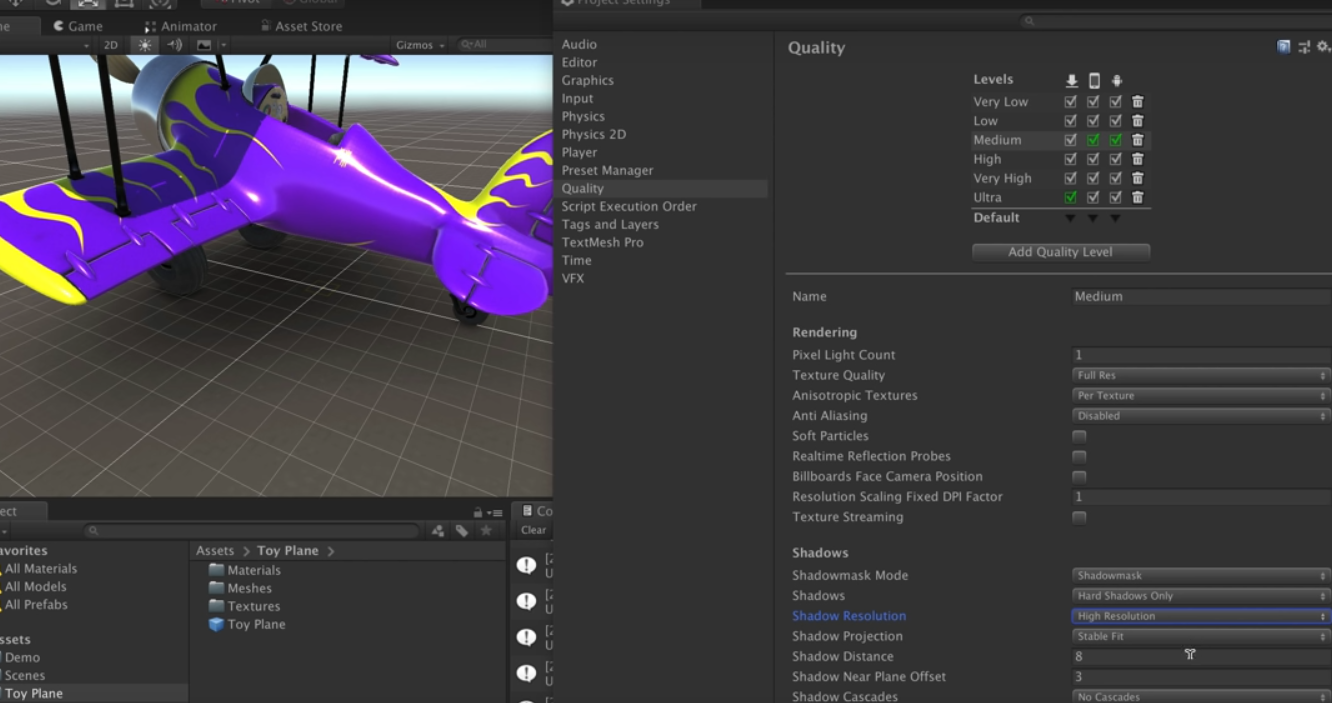 Pivot
Global
Project Settings
Game
Animator
Asset Store
2D
Gizmos
All
Audio
Editor
Graphics
Input
Physics
Physics 2D
Player
Preset Manager
Quality
Script Execution Order
Tags and Layers
TextMesh Pro
Time
VFX
Quality
Levels
Very Low
Low
Medium
High
Very High
Ultra
Default
Add Quality Level
Name Medium
Rendering
Pixel Light Count 1
Texture Quality Full Res
Anisotropic Textures Per Texture
Anti Aliasing Disabled
Soft Particles
Realtime Reflection Probes
Billboards Face Camera Position
Resolution Scaling Fixed DPI Factor 1
Texture Streaming
Shadows
Shadowmask Mode Shadowmask
Shadows Hard Shadows Only
Shadow Resolution High Resolution
Shadow Projection Stable Fit
Shadow Distance 8
Shadow Near Plane Offset 3
Shadow Cascades No Cascades
ect
Co
Clear
avorites
All Materials
All Models
All Prefabs
ssets
Demo
Scenes
Toy Plane
Assets > Toy Plane >
Materials
Meshes
Textures
Toy Plane
[2
U
[2
U
[2
U
[2
U